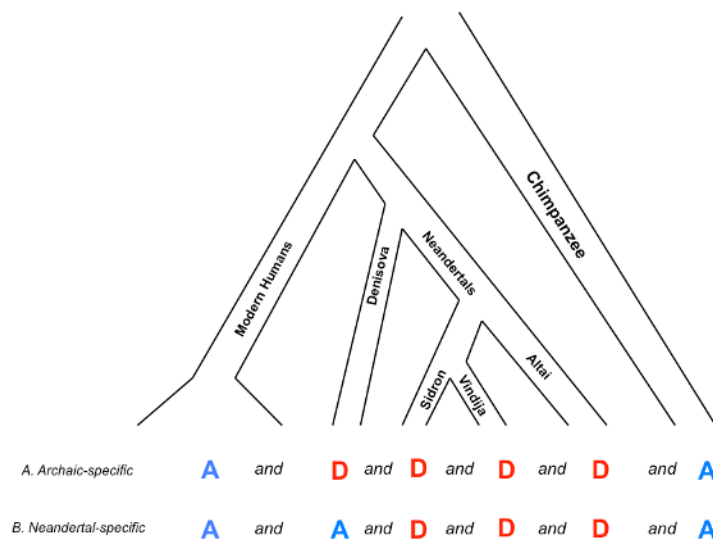 Chimpanzee
Modern Humans
Denisova
Neandertals
Sidron
Vindija
Altai
A. Archaic-specific A and D and D and D and D and A
B. Neandertal-specific A and A and D and D and D and A